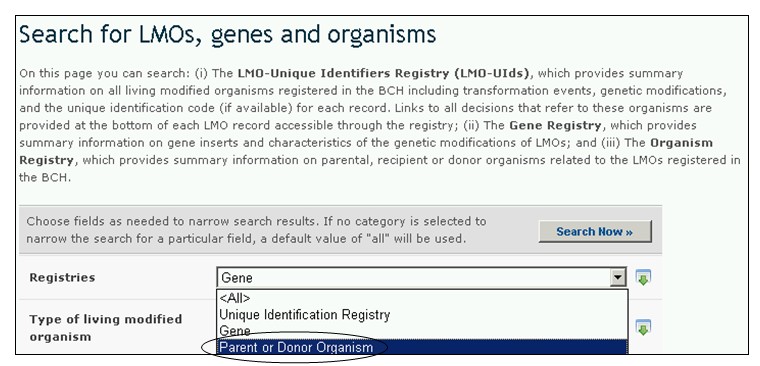 Search for LMOs, genes and organisms
On this page you can search: (i) The LMO-Unique Identifiers Registry (LMO-UIds), which provides summary
information on all living modified organisms registered in the BCH including transformation events, genetic modifications,
and the unique identification code (if available) for each record. Links to all decisions that refer to these organisms are
provided at the bottom of each LMO record accessible through the registry; (ii) The Gene Registry, which provides
summary information on gene inserts and characteristics of the genetic modifications of LMOs; and (iii) The Organism
Registry, which provides summary information on parental, recipient or donor organisms related to the LMOs registered in
the BCH.
Choose fields as needed to narrow search results. If no category is selected to
narrow the search for a particular field, a default value of "all" will be used.
Search Now »
Registries
Gene
<All>
Unique Identification Registry
Gene
Parent or Donor Organism
Type of living modified
organism